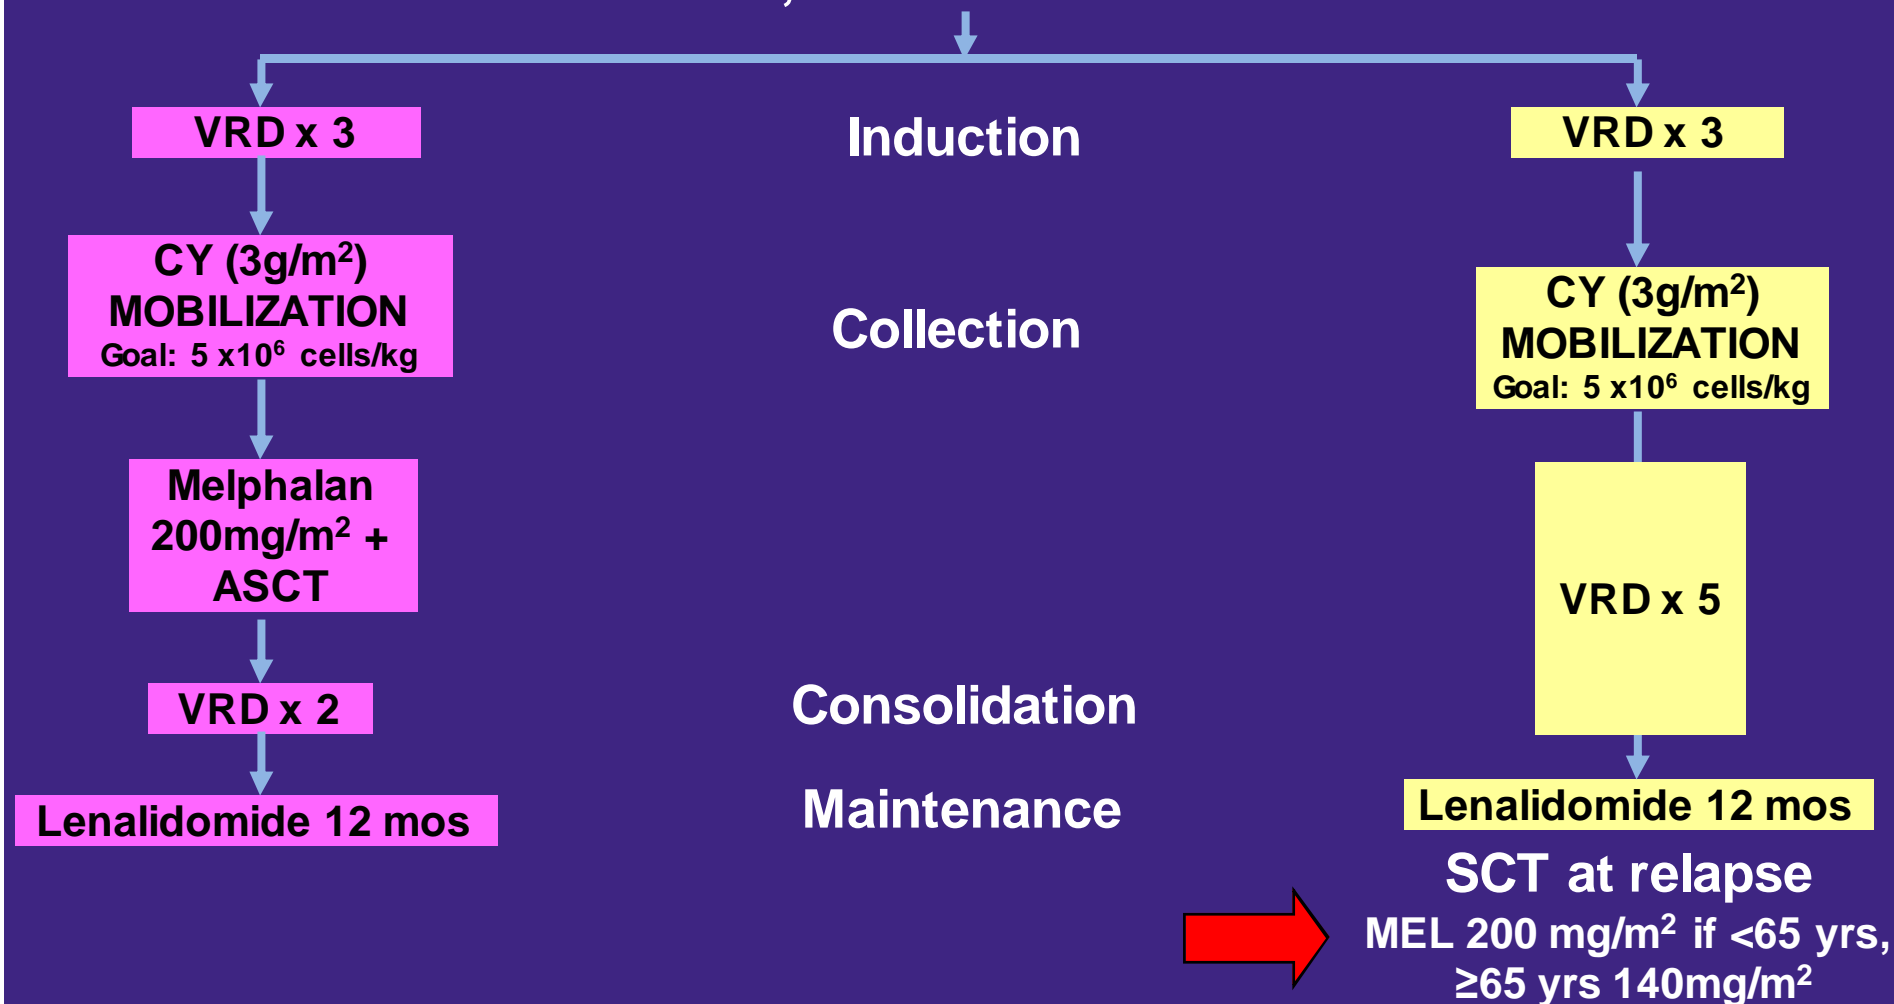 VRD x 3
Induction
VRD x 3
CY (3g/m²)
MOBILIZATION
Goal: 5 x10⁶ cells/kg
Collection
CY (3g/m²)
MOBILIZATION
Goal: 5 x10⁶ cells/kg
Melphalan
200mg/m² +
ASCT
VRD x 5
VRD x 2
Consolidation
Lenalidomide 12 mos
Maintenance
Lenalidomide 12 mos
SCT at relapse
MEL 200 mg/m² if <65 yrs,
≥65 yrs 140mg/m²